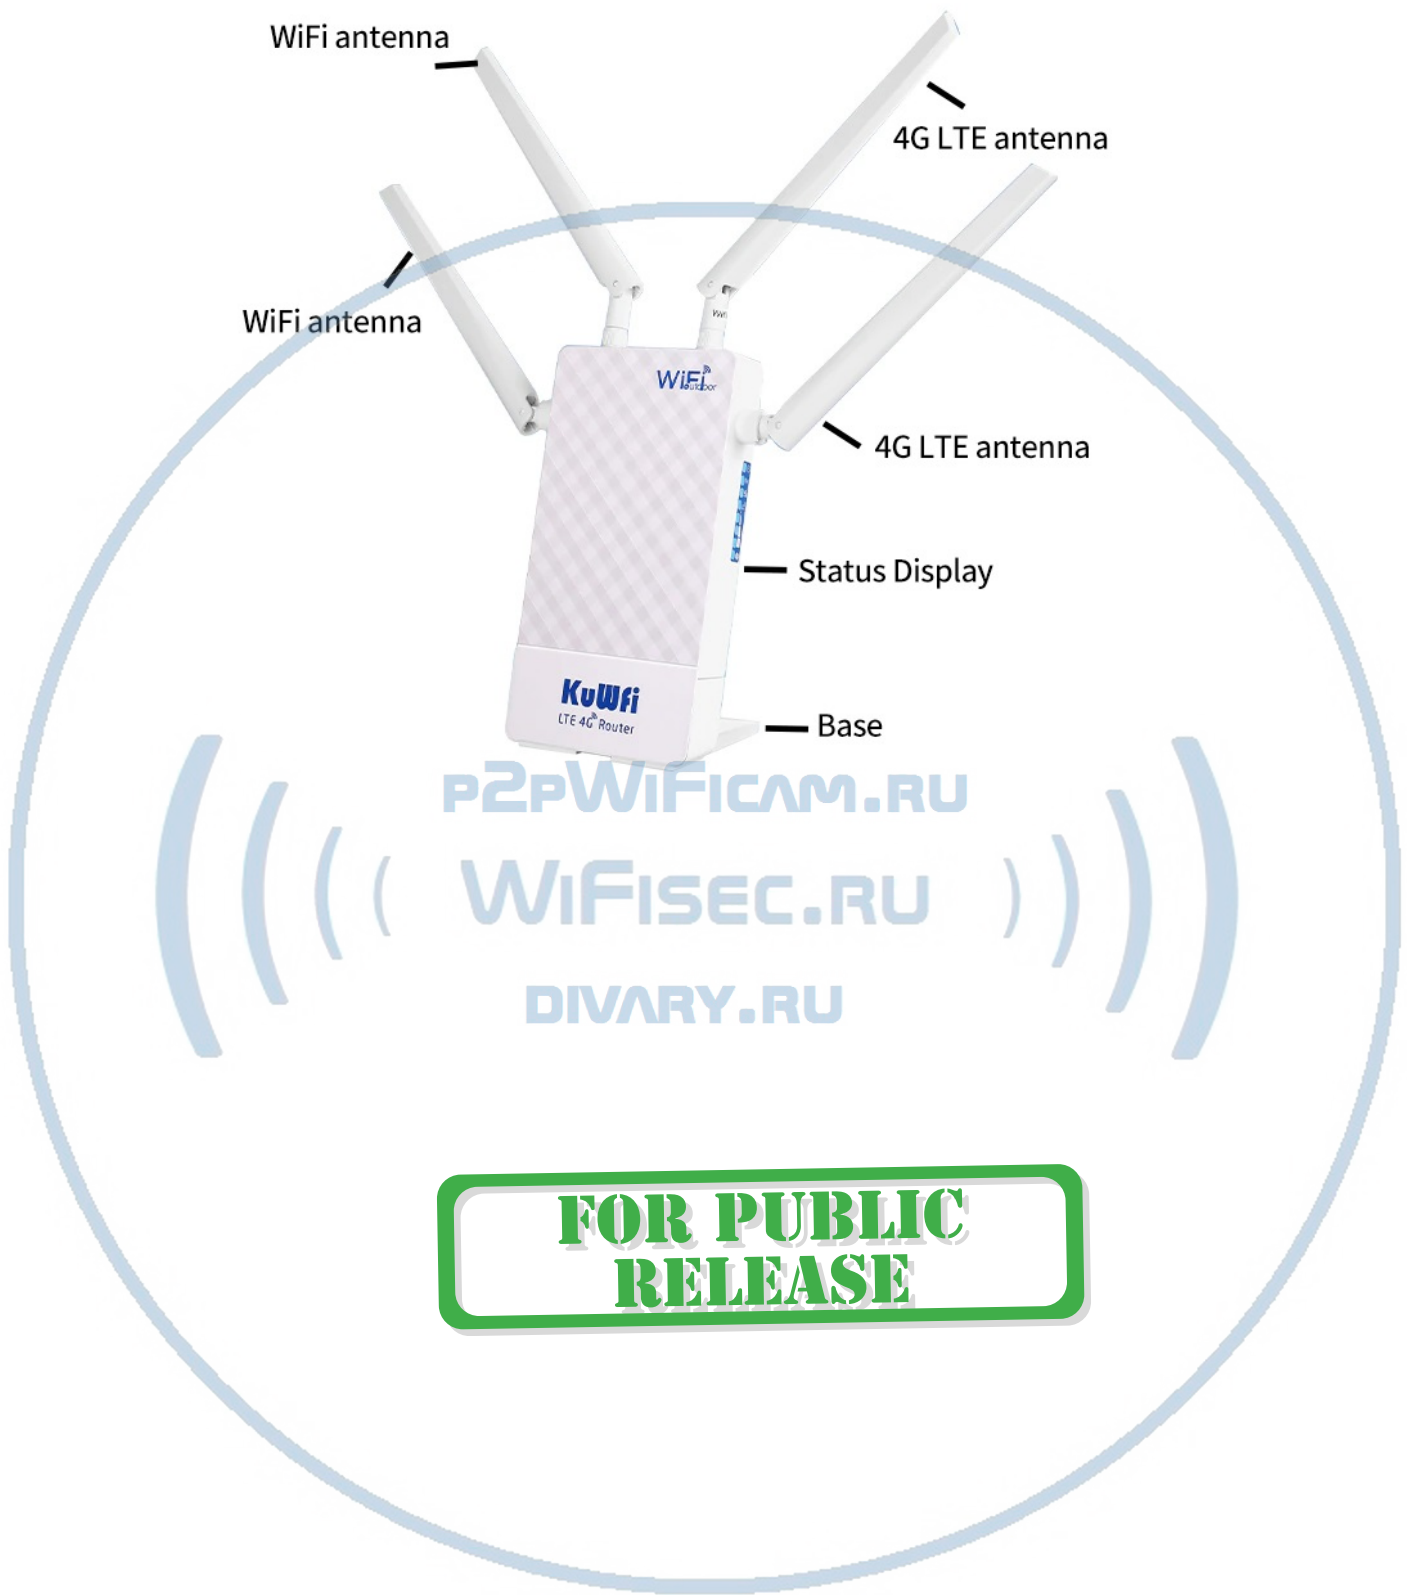 WiFi antenna
4G LTE antenna
WiFi antenna
WiFi
outdoor
4G LTE antenna
Status Display
KuWfi
LTE 4G Router
Base
P2PWIFICAM.RU
WIFISEC.RU
DIVARY.RU
FOR PUBLIC
RELEASE